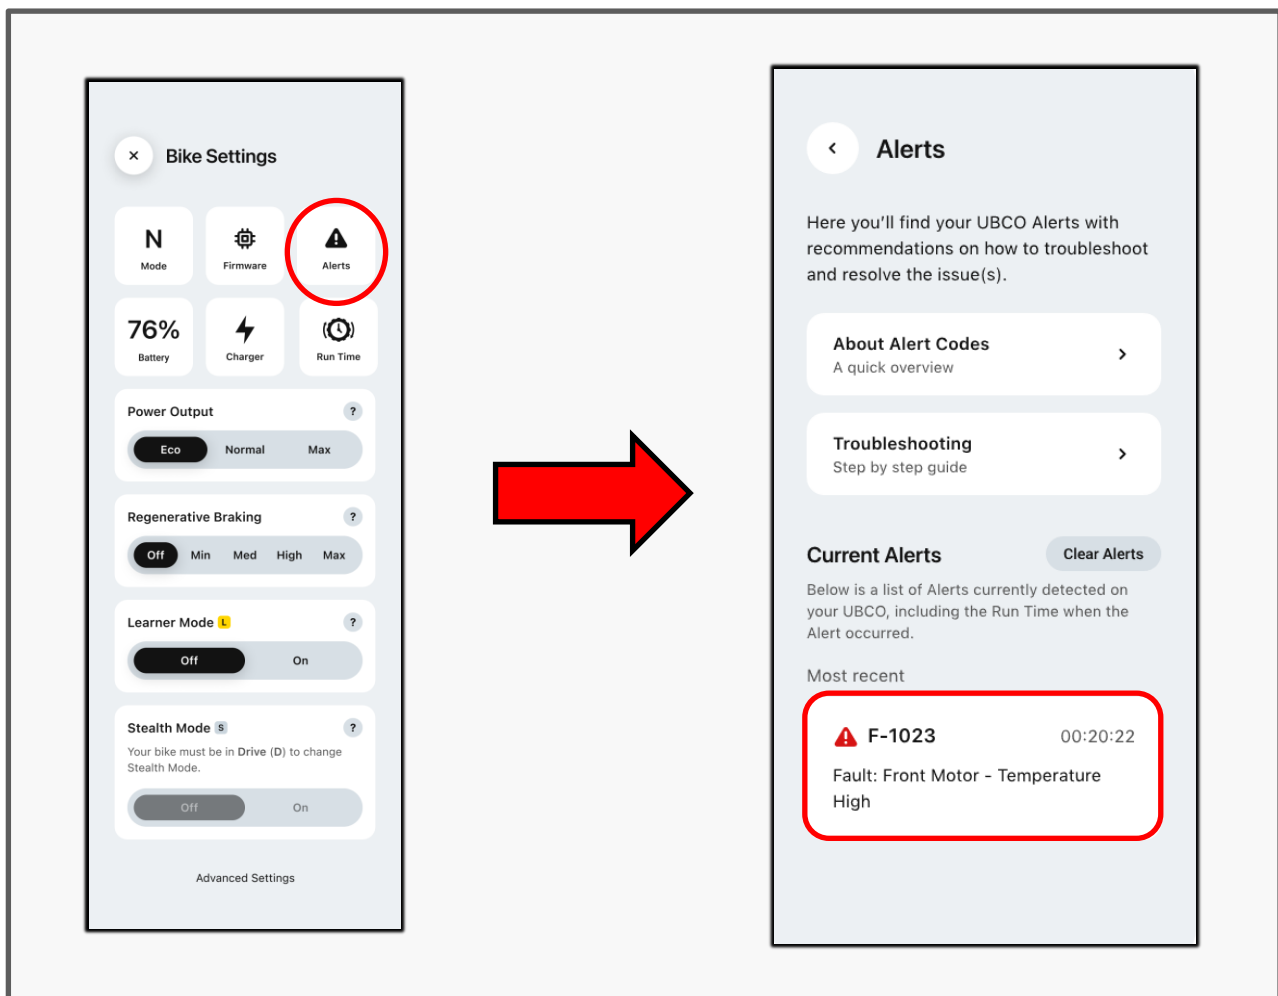 Bike Settings
N
Mode
Firmware
Alerts
76%
Battery
Charger
Run Time
Power Output ?
Eco Normal Max
Regenerative Braking ?
Off Min Med High Max
Learner Mode L ?
Off On
Stealth Mode S ?
Your bike must be in Drive (D) to change
Stealth Mode.
Off On
Advanced Settings
Alerts
Here you'll find your UBCO Alerts with
recommendations on how to troubleshoot
and resolve the issue(s).
About Alert Codes
A quick overview
Troubleshooting
Step by step guide
Current Alerts
Clear Alerts
Below is a list of Alerts currently detected on
your UBCO, including the Run Time when the
Alert occurred.
Most recent
F-1023 00:20:22
Fault: Front Motor - Temperature
High